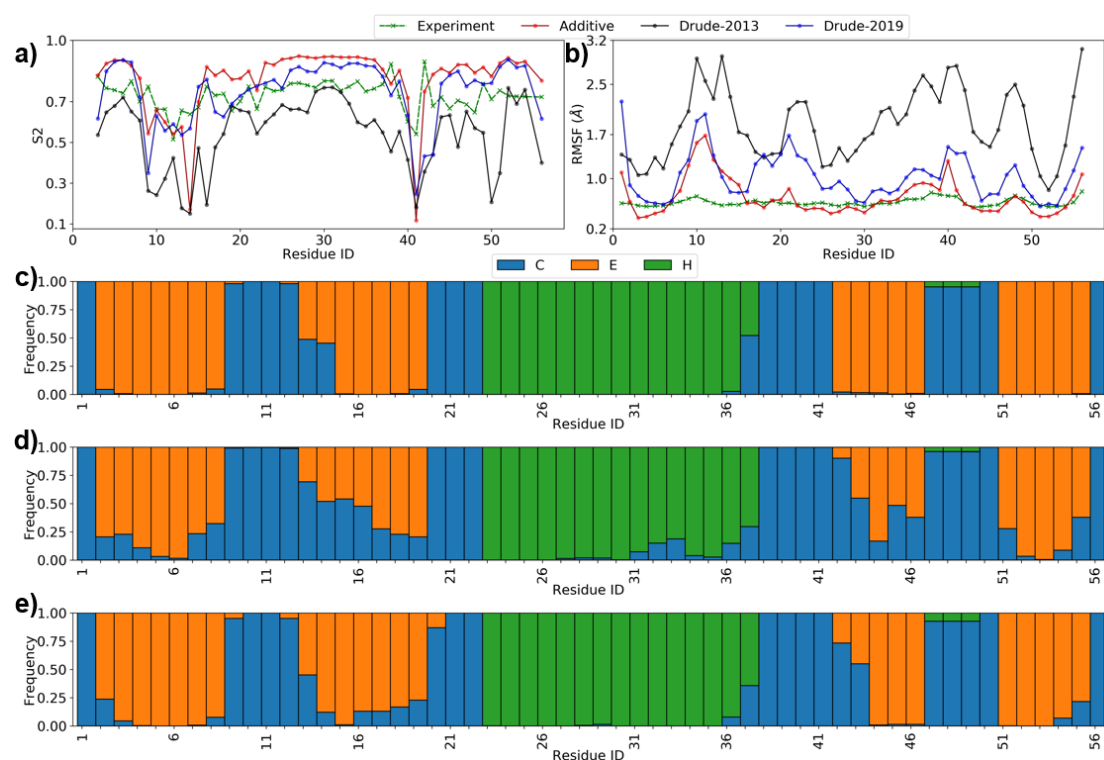 Experiment Additive Drude-2013 Drude-2019
a)
1.0
0.7
0.5
0.3
0.1
S2
0 10 20 30 40 50
Residue ID
b)
3.2
2.5
1.7
1.0
0.2
RMSF (Å)
0 10 20 30 40 50
Residue ID
C E H
c)
1.00
0.75
0.50
0.25
0.00
Frequency
1 6 11 16 21 26 31 36 41 46 51 56
Residue ID
d)
1.00
0.75
0.50
0.25
0.00
Frequency
1 6 11 16 21 26 31 36 41 46 51 56
Residue ID
e)
1.00
0.75
0.50
0.25
0.00
Frequency
1 6 11 16 21 26 31 36 41 46 51 56
Residue ID